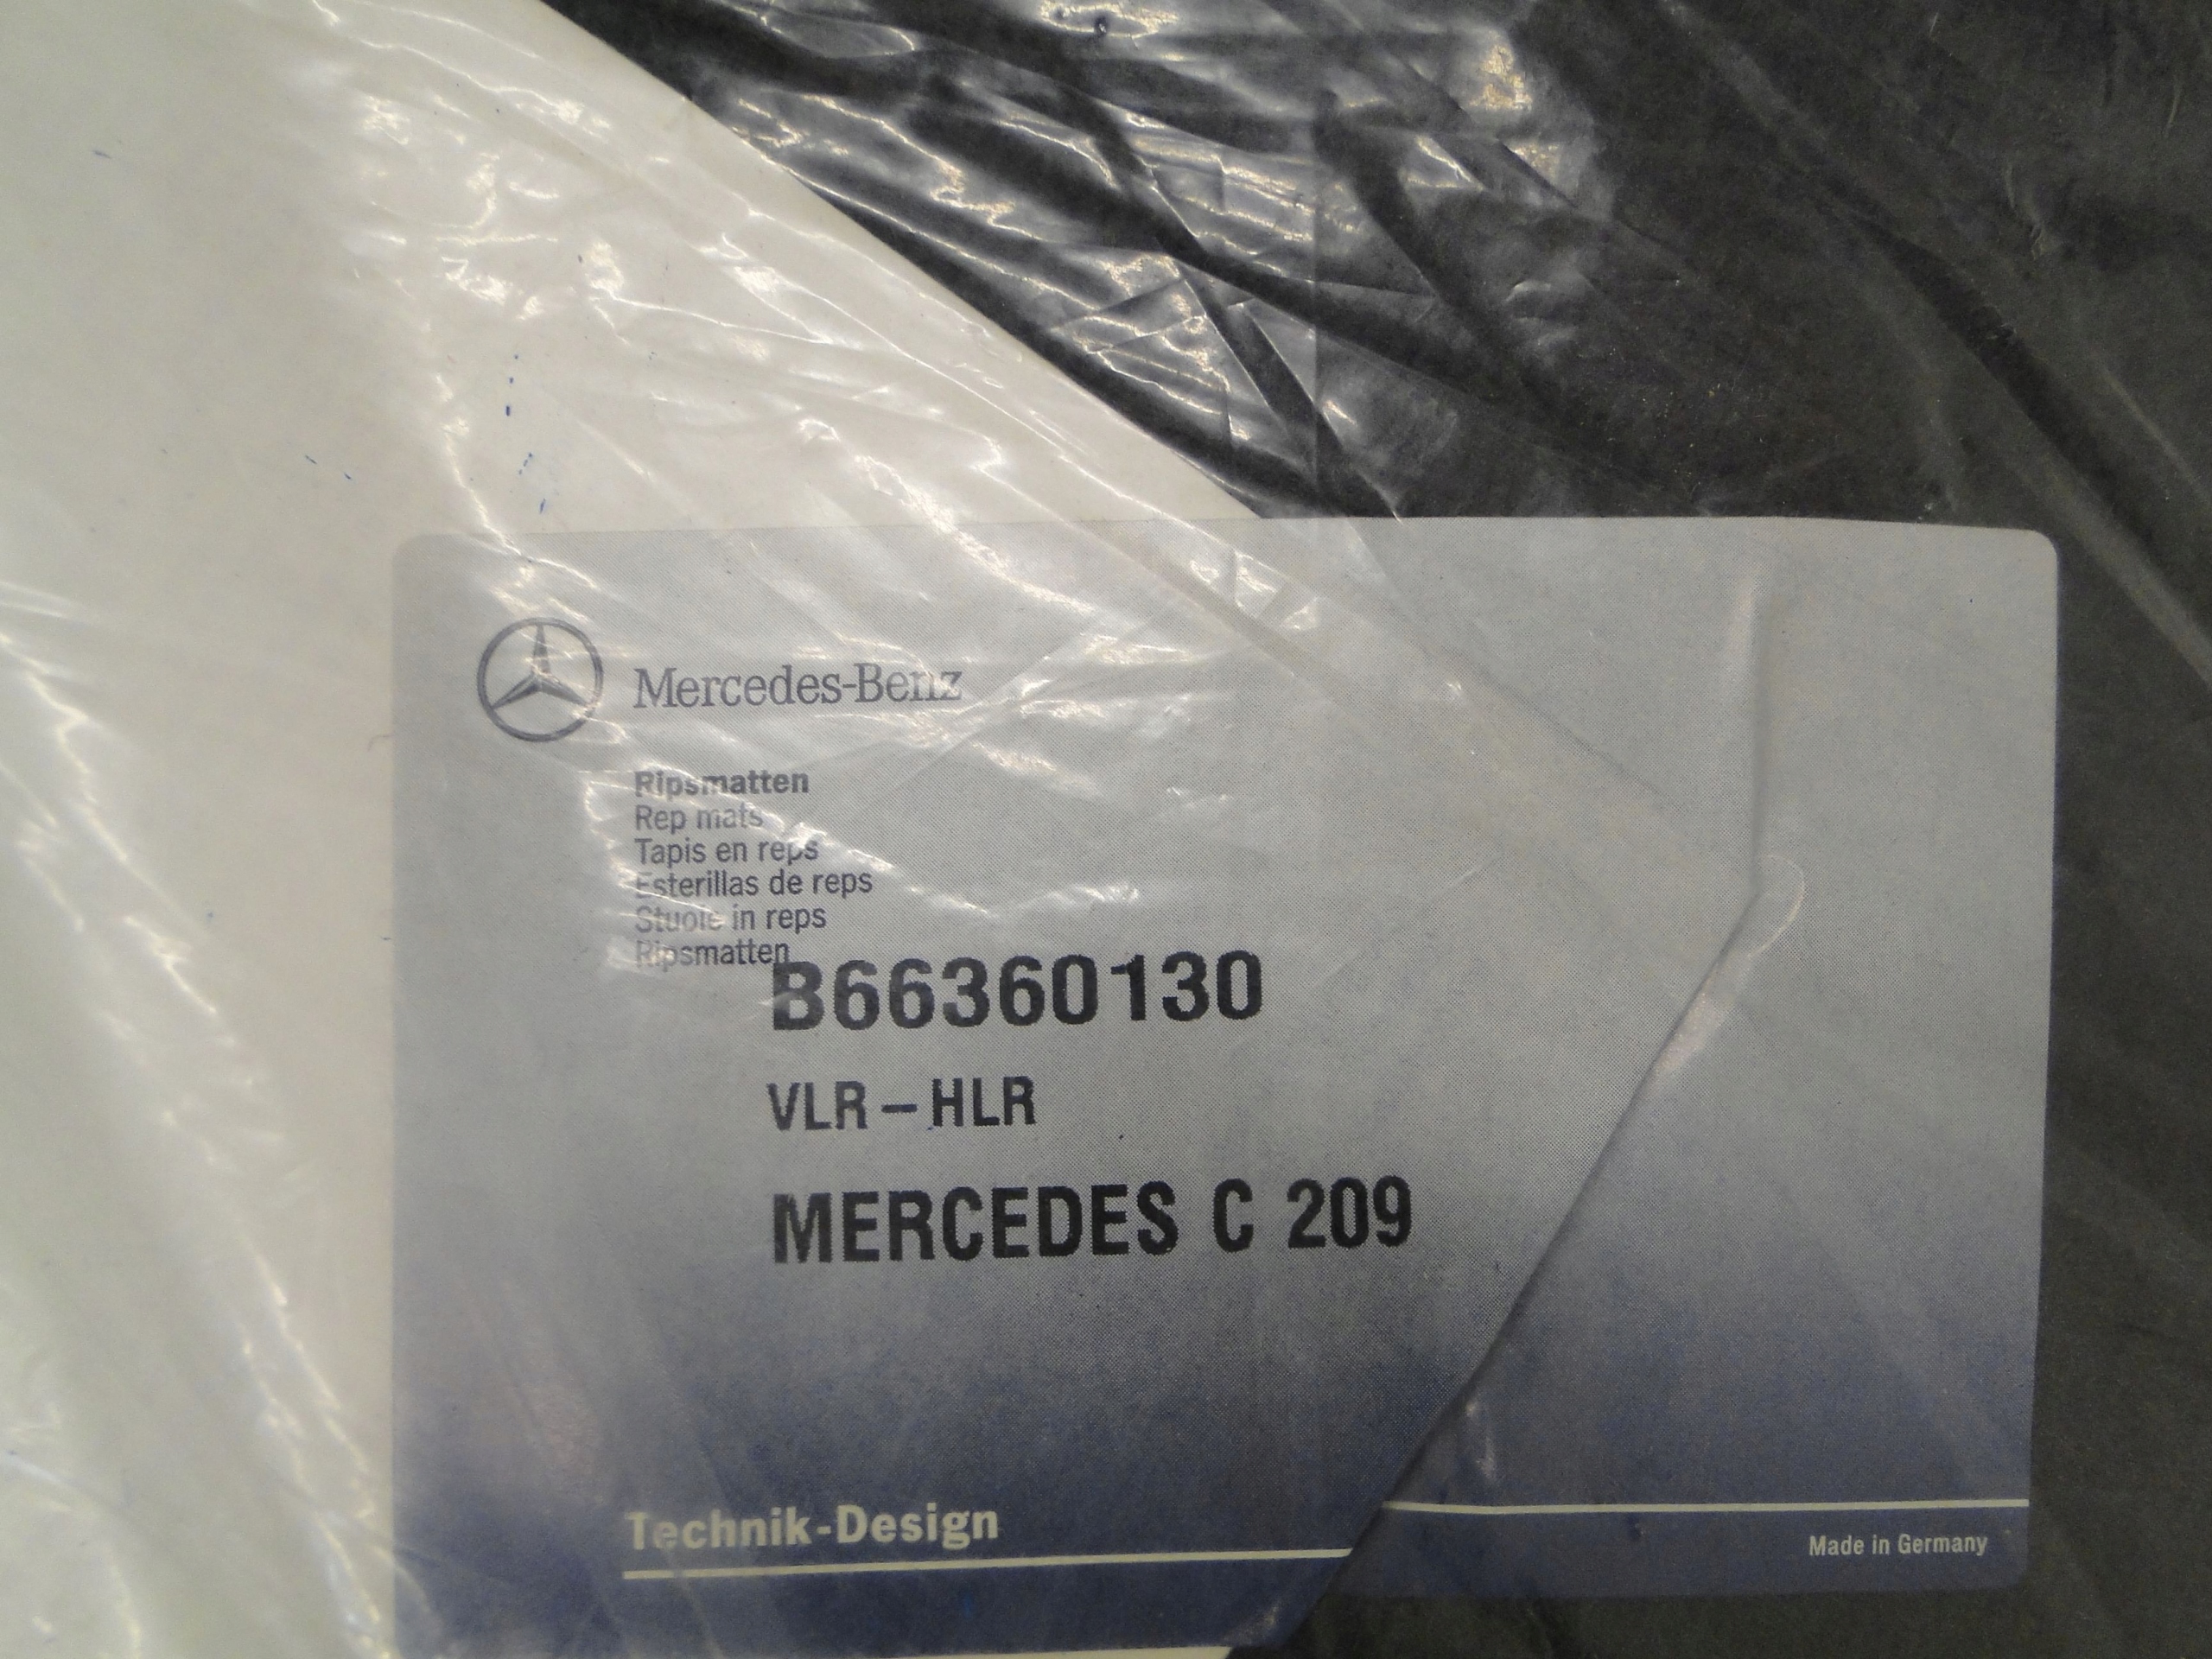 Mercedes-Benz
Ripsmatten
Rep mats
Tapis en reps
Esterillas de reps
Stuoie in reps
Ripsmatten
B66360130
VLR – HLR
MERCEDES C 209
Technik-Design
Made in Germany